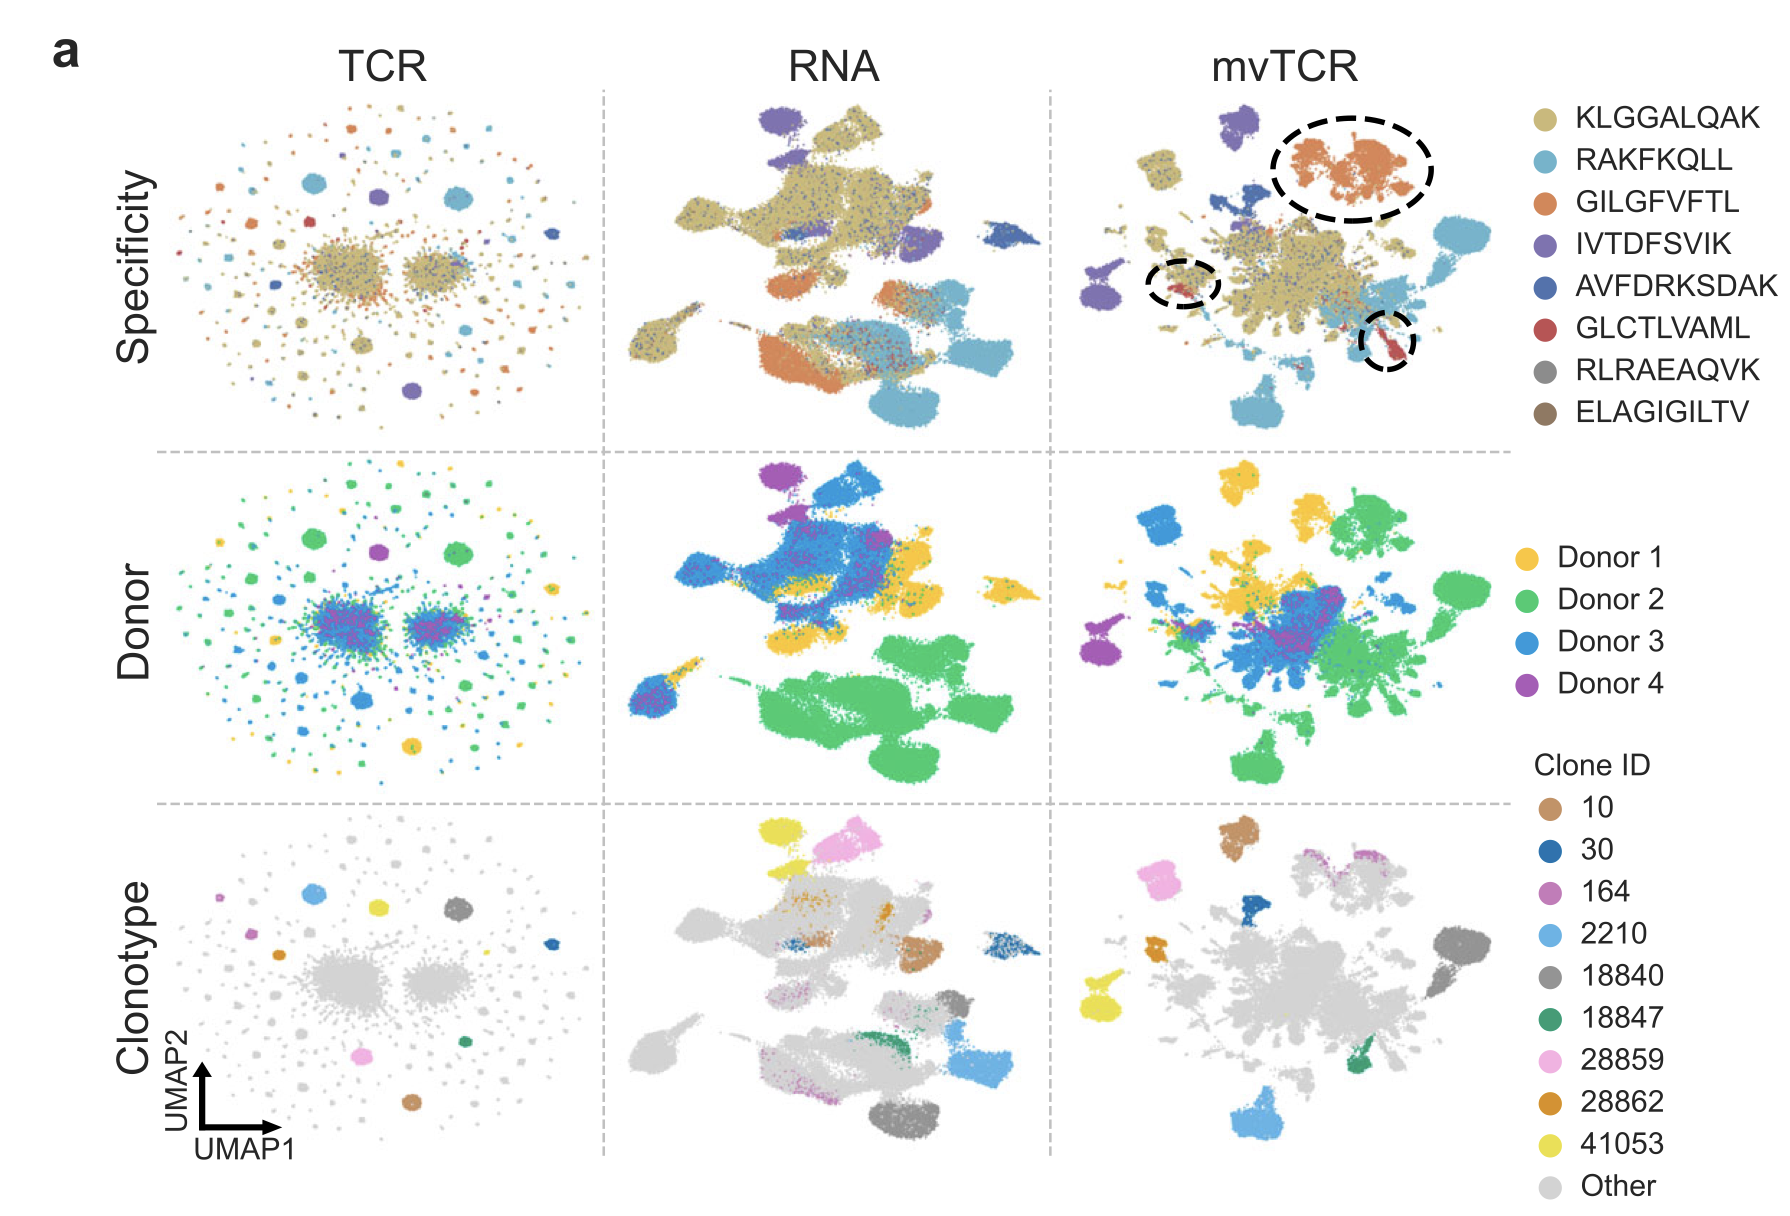 a
TCR
RNA
mvTCR
Specificity
KLGGALQAK
RAKFKQLL
GILGFVFTL
IVTDFSVIK
AVFDRKSDAK
GLCTLVAML
RLRAEAQVK
ELAGIGILTV
Donor
Donor 1
Donor 2
Donor 3
Donor 4
Clonotype
Clone ID
10
30
164
2210
18840
18847
28859
28862
41053
Other
UMAP2
UMAP1